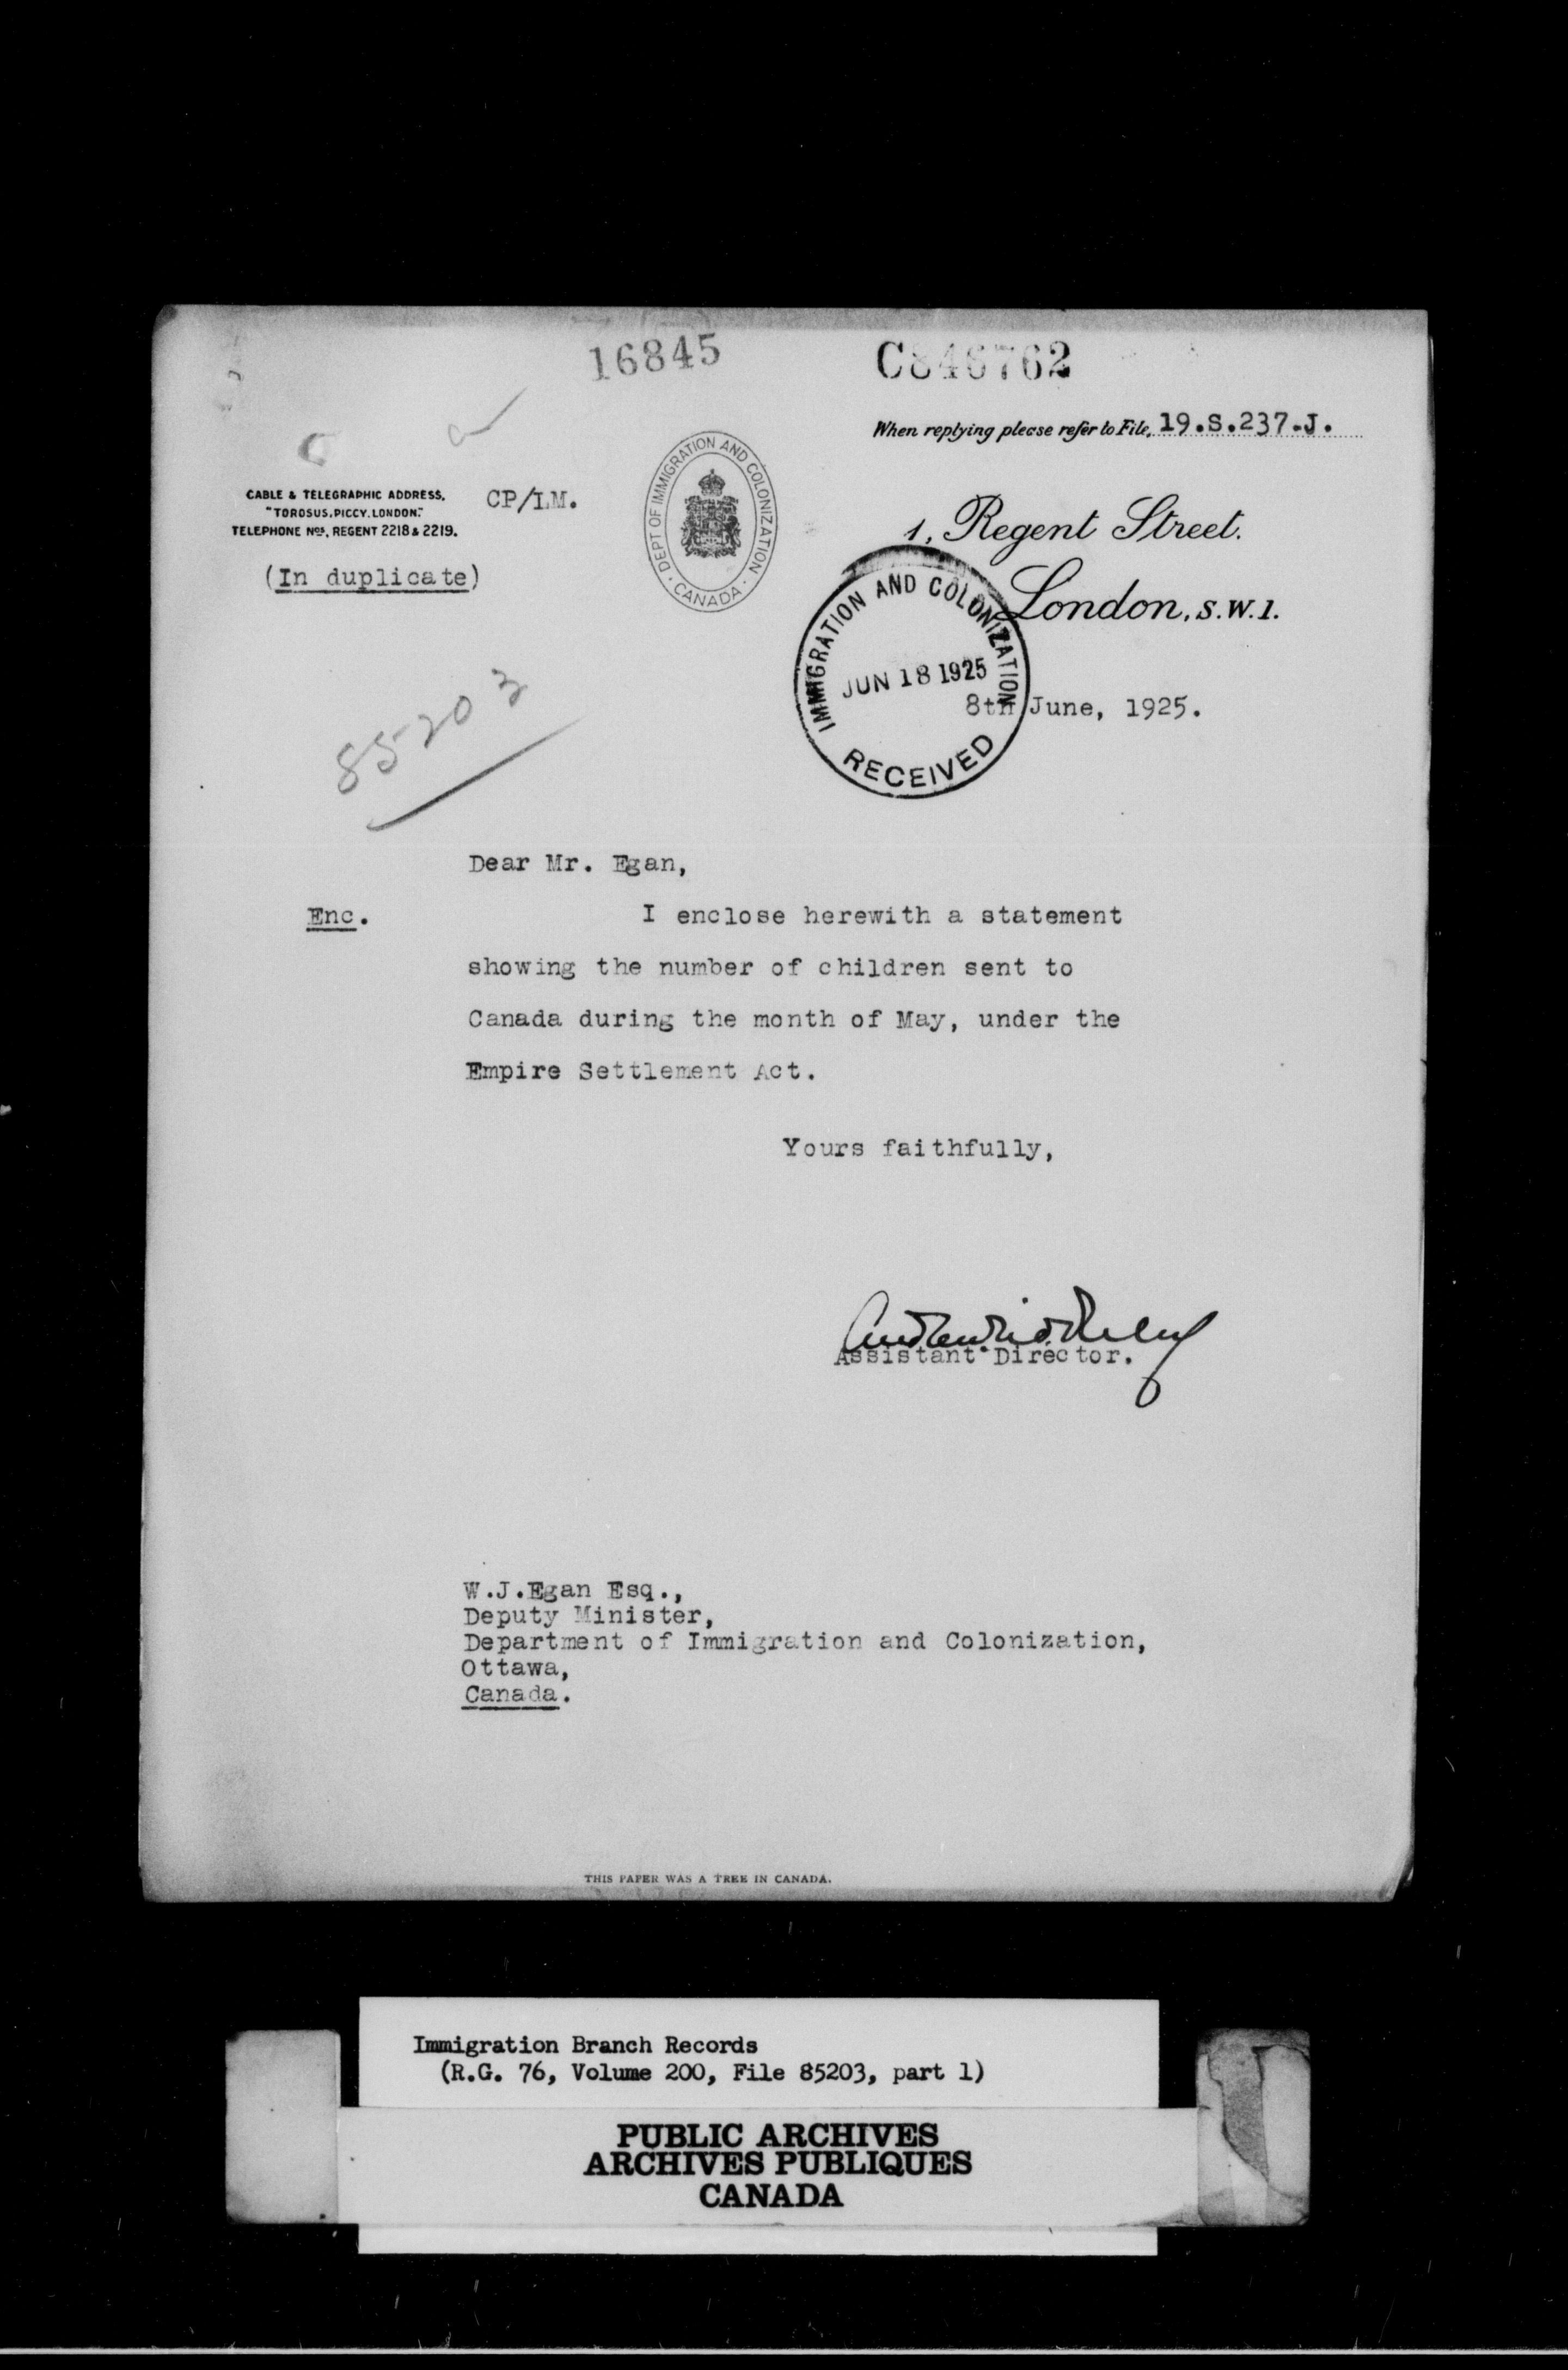 16845
C846762
When replying please refer to File, 19.S.237-J.
CABLE & TELEGRAPHIC ADDRESS,
"TOROSUS, PICCY. LONDON."
TELEPHONE NOS, REGENT 2218 & 2219.
CP/LM.
(In duplicate)
DEPT OF IMMIGRATION AND COLONIZATION · CANADA ·
1, Regent Street.
London, S.W.1.
IMMIGRATION AND COLONIZATION
JUN 18 1925
RECEIVED
8th June, 1925.
85203
Dear Mr. Egan,
Enc. I enclose herewith a statement
showing the number of children sent to
Canada during the month of May, under the
Empire Settlement Act.
Yours faithfully,
Assistant Director.
W.J.Egan Esq.,
Deputy Minister,
Department of Immigration and Colonization,
Ottawa,
Canada.
THIS PAPER WAS A TREE IN CANADA.
Immigration Branch Records
(R.G. 76, Volume 200, File 85203, part 1)
PUBLIC ARCHIVES
ARCHIVES PUBLIQUES
CANADA